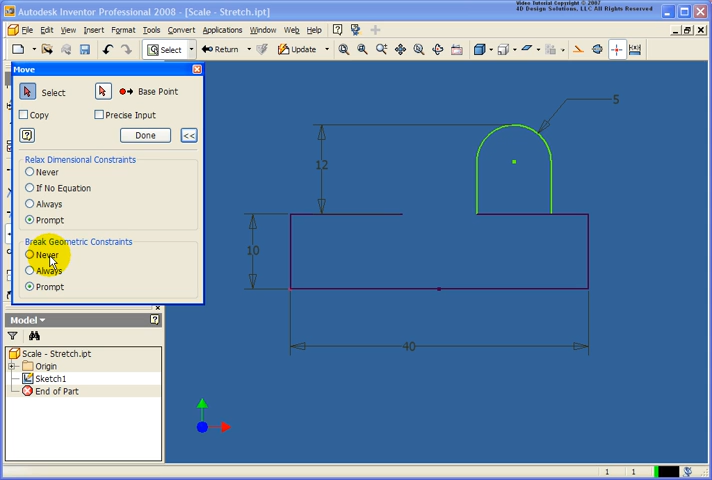 Autodesk Inventor Professional 2008 - [Scale - Stretch.ipt]
Video Tutorial Copyright © 2007
4D Design Solutions, LLC All Rights Reserved
File Edit View Insert Format Tools Convert Applications Window Web Help
Select Return Update
Move
Select Base Point
Copy Precise Input
Done <<
Relax Dimensional Constraints
Never
If No Equation
Always
Prompt
Break Geometric Constraints
Never
Always
Prompt
Model
Scale - Stretch.ipt
Origin
Sketch1
End of Part
5
12
10
40
1 1